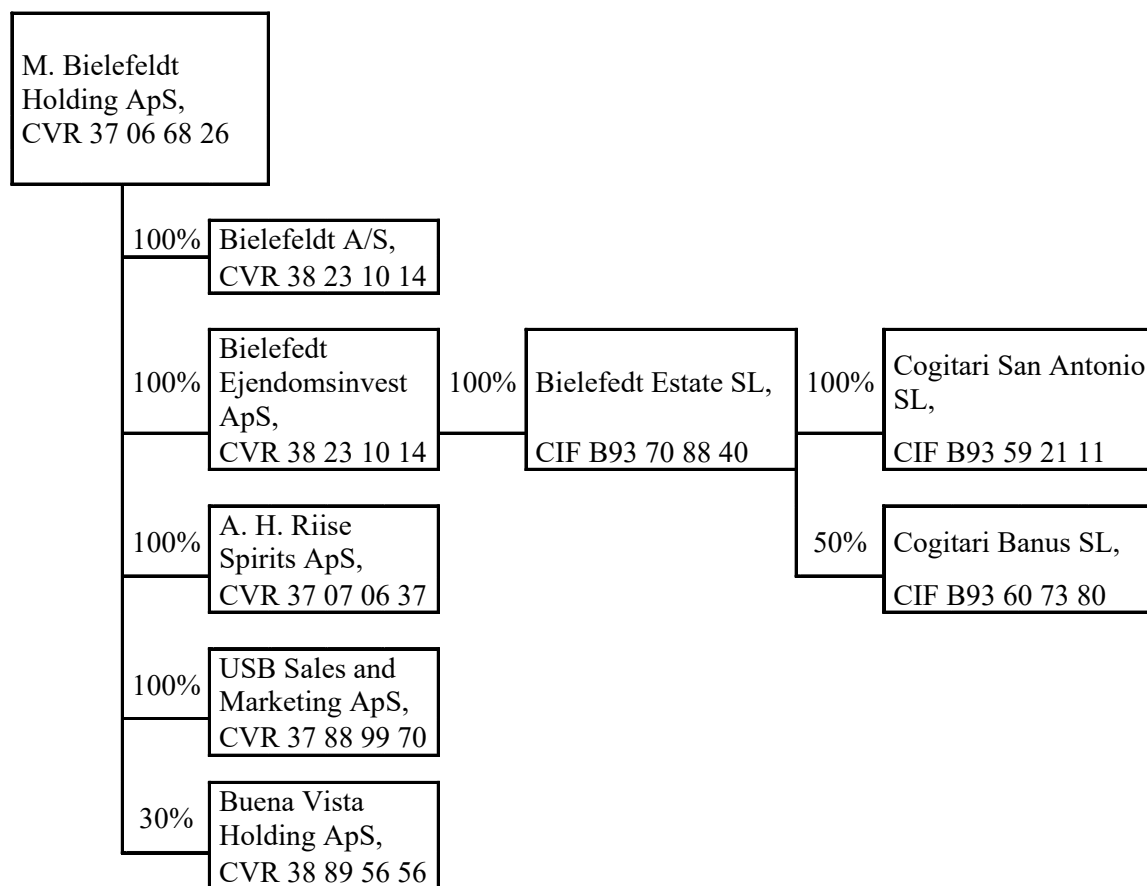 M. Bielefeldt
Holding ApS,
CVR 37 06 68 26
100%
Bielefeldt A/S,
CVR 38 23 10 14
100%
Bielefedt
Ejendomsinvest
ApS,
CVR 38 23 10 14
100%
Bielefedt Estate SL,
CIF B93 70 88 40
100%
Cogitari San Antonio
SL,
CIF B93 59 21 11
50%
Cogitari Banus SL,
CIF B93 60 73 80
100%
A. H. Riise
Spirits ApS,
CVR 37 07 06 37
100%
USB Sales and
Marketing ApS,
CVR 37 88 99 70
30%
Buena Vista
Holding ApS,
CVR 38 89 56 56